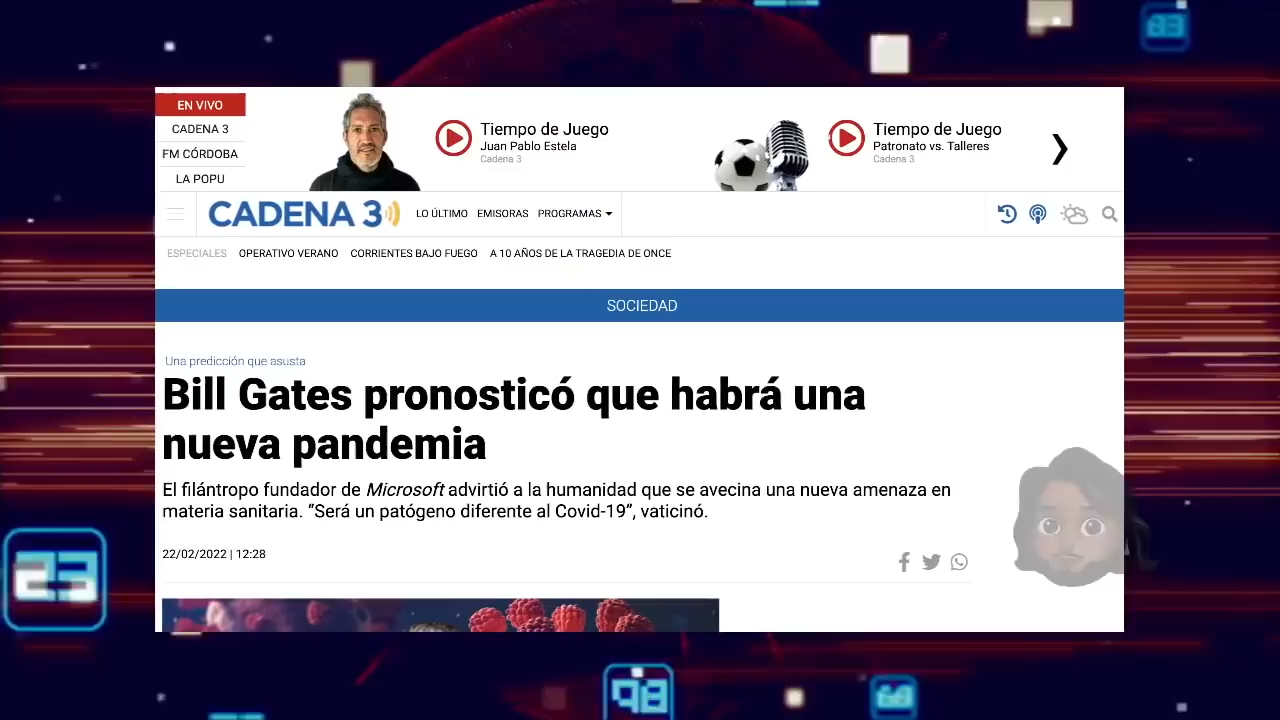 EN VIVO
CADENA 3
FM CÓRDOBA
LA POPU
Tiempo de Juego
Juan Pablo Estela
Cadena 3
Tiempo de Juego
Patronato vs. Talleres
Cadena 3
CADENA 3
LO ÚLTIMO EMISORAS PROGRAMAS
ESPECIALES OPERATIVO VERANO CORRIENTES BAJO FUEGO A 10 AÑOS DE LA TRAGEDIA DE ONCE
SOCIEDAD
Una predicción que asusta
Bill Gates pronosticó que habrá una
nueva pandemia
El filántropo fundador de Microsoft advirtió a la humanidad que se avecina una nueva amenaza en
materia sanitaria. “Será un patógeno diferente al Covid-19”, vaticinó.
22/02/2022 | 12:28